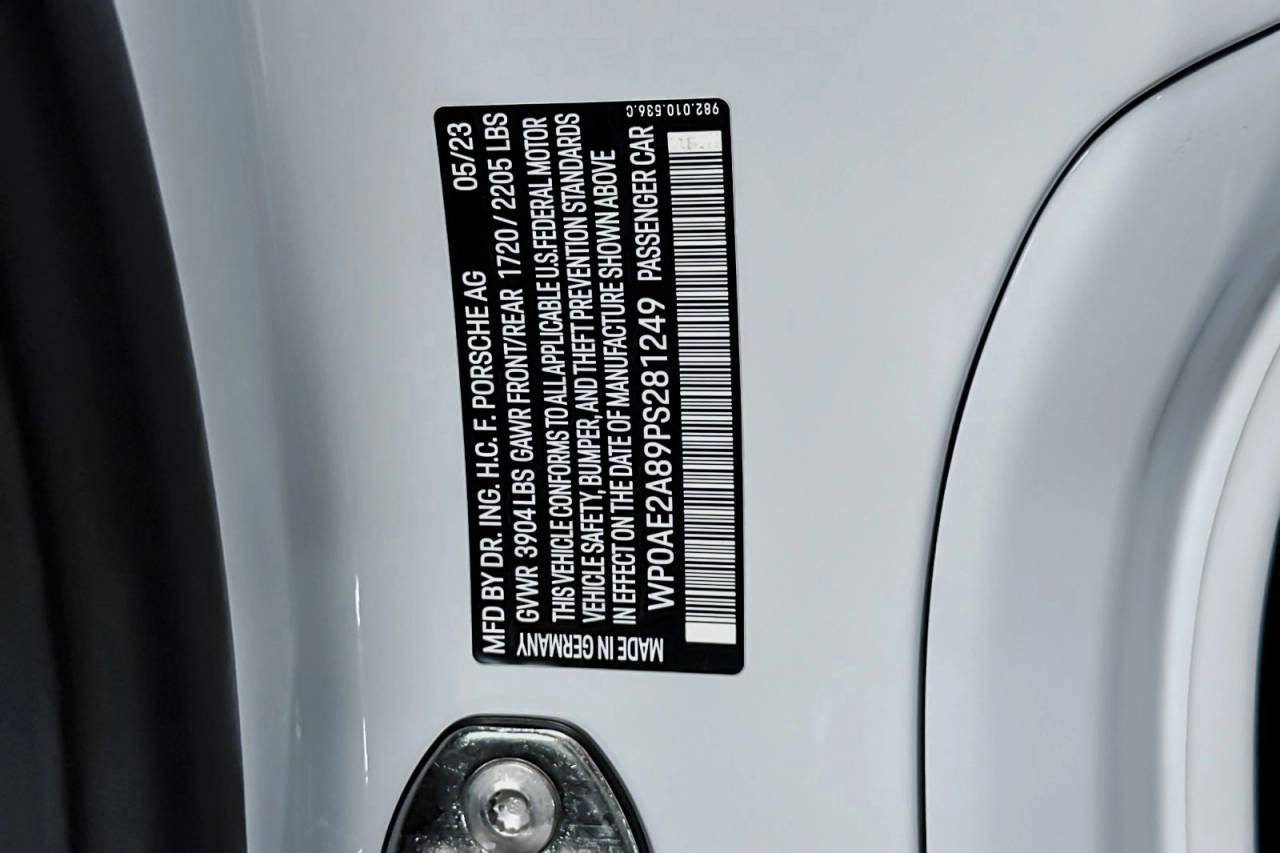 MFD BY DR. ING. H.C. F. PORSCHE AG 05/23
GVWR 3904 LBS GAWR FRONT/REAR 1720 / 2205 LBS
THIS VEHICLE CONFORMS TO ALL APPLICABLE U.S.FEDERAL MOTOR
VEHICLE SAFETY, BUMPER, AND THEFT PREVENTION STANDARDS
IN EFFECT ON THE DATE OF MANUFACTURE SHOWN ABOVE
WP0AE2A89PS281249 PASSENGER CAR
MADE IN GERMANY
982.010.536.C